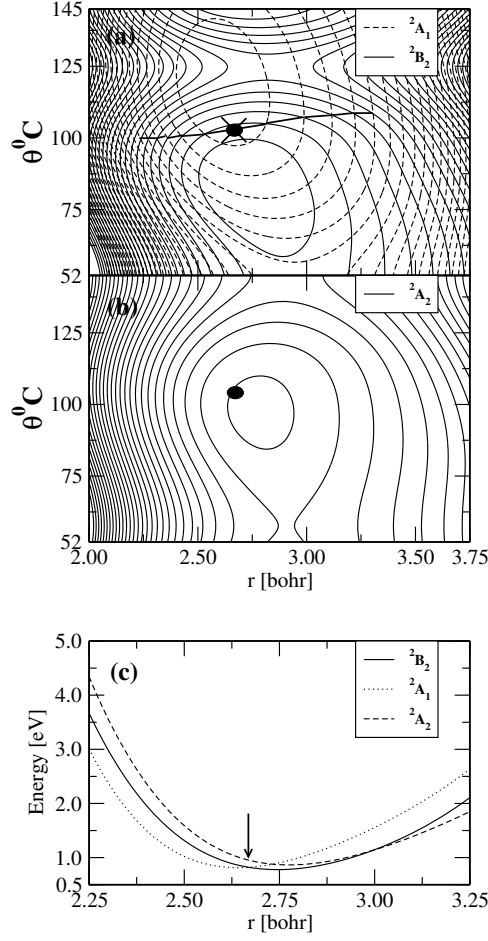 145
(a)
²A₁
²B₂
125
θ⁰C
100
75
52
(b)
²A₂
125
θ⁰C
100
75
52
2.00 2.50 3.00 3.50 3.75
r [bohr]
5.0
(c)
²B₂
²A₁
²A₂
4.0
Energy [eV]
3.0
2.0
1.0
0.5
2.25 2.50 2.75 3.00 3.25
r [bohr]